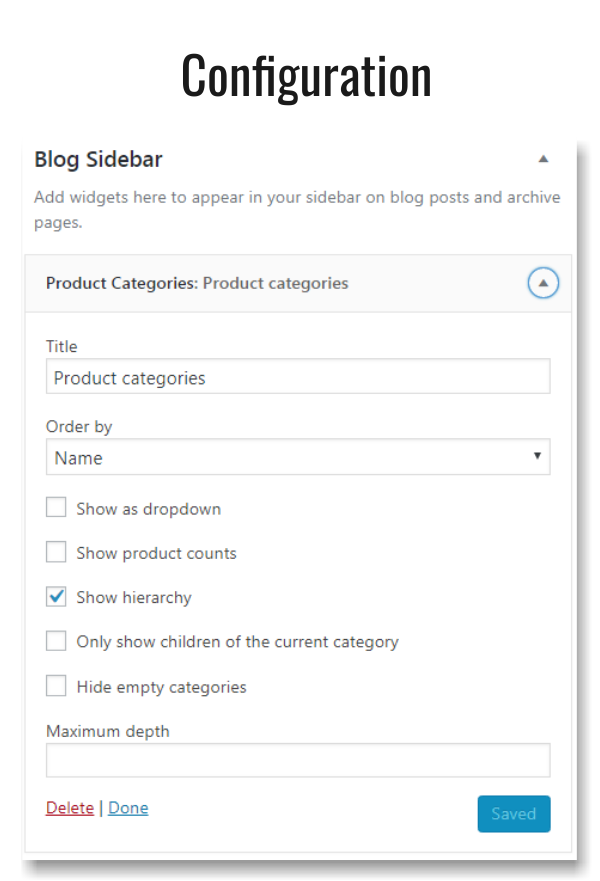 Configuration
Blog Sidebar
Add widgets here to appear in your sidebar on blog posts and archive
pages.
Product Categories: Product categories
Title
Product categories
Order by
Name
Show as dropdown
Show product counts
Show hierarchy
Only show children of the current category
Hide empty categories
Maximum depth
Delete | Done
Saved